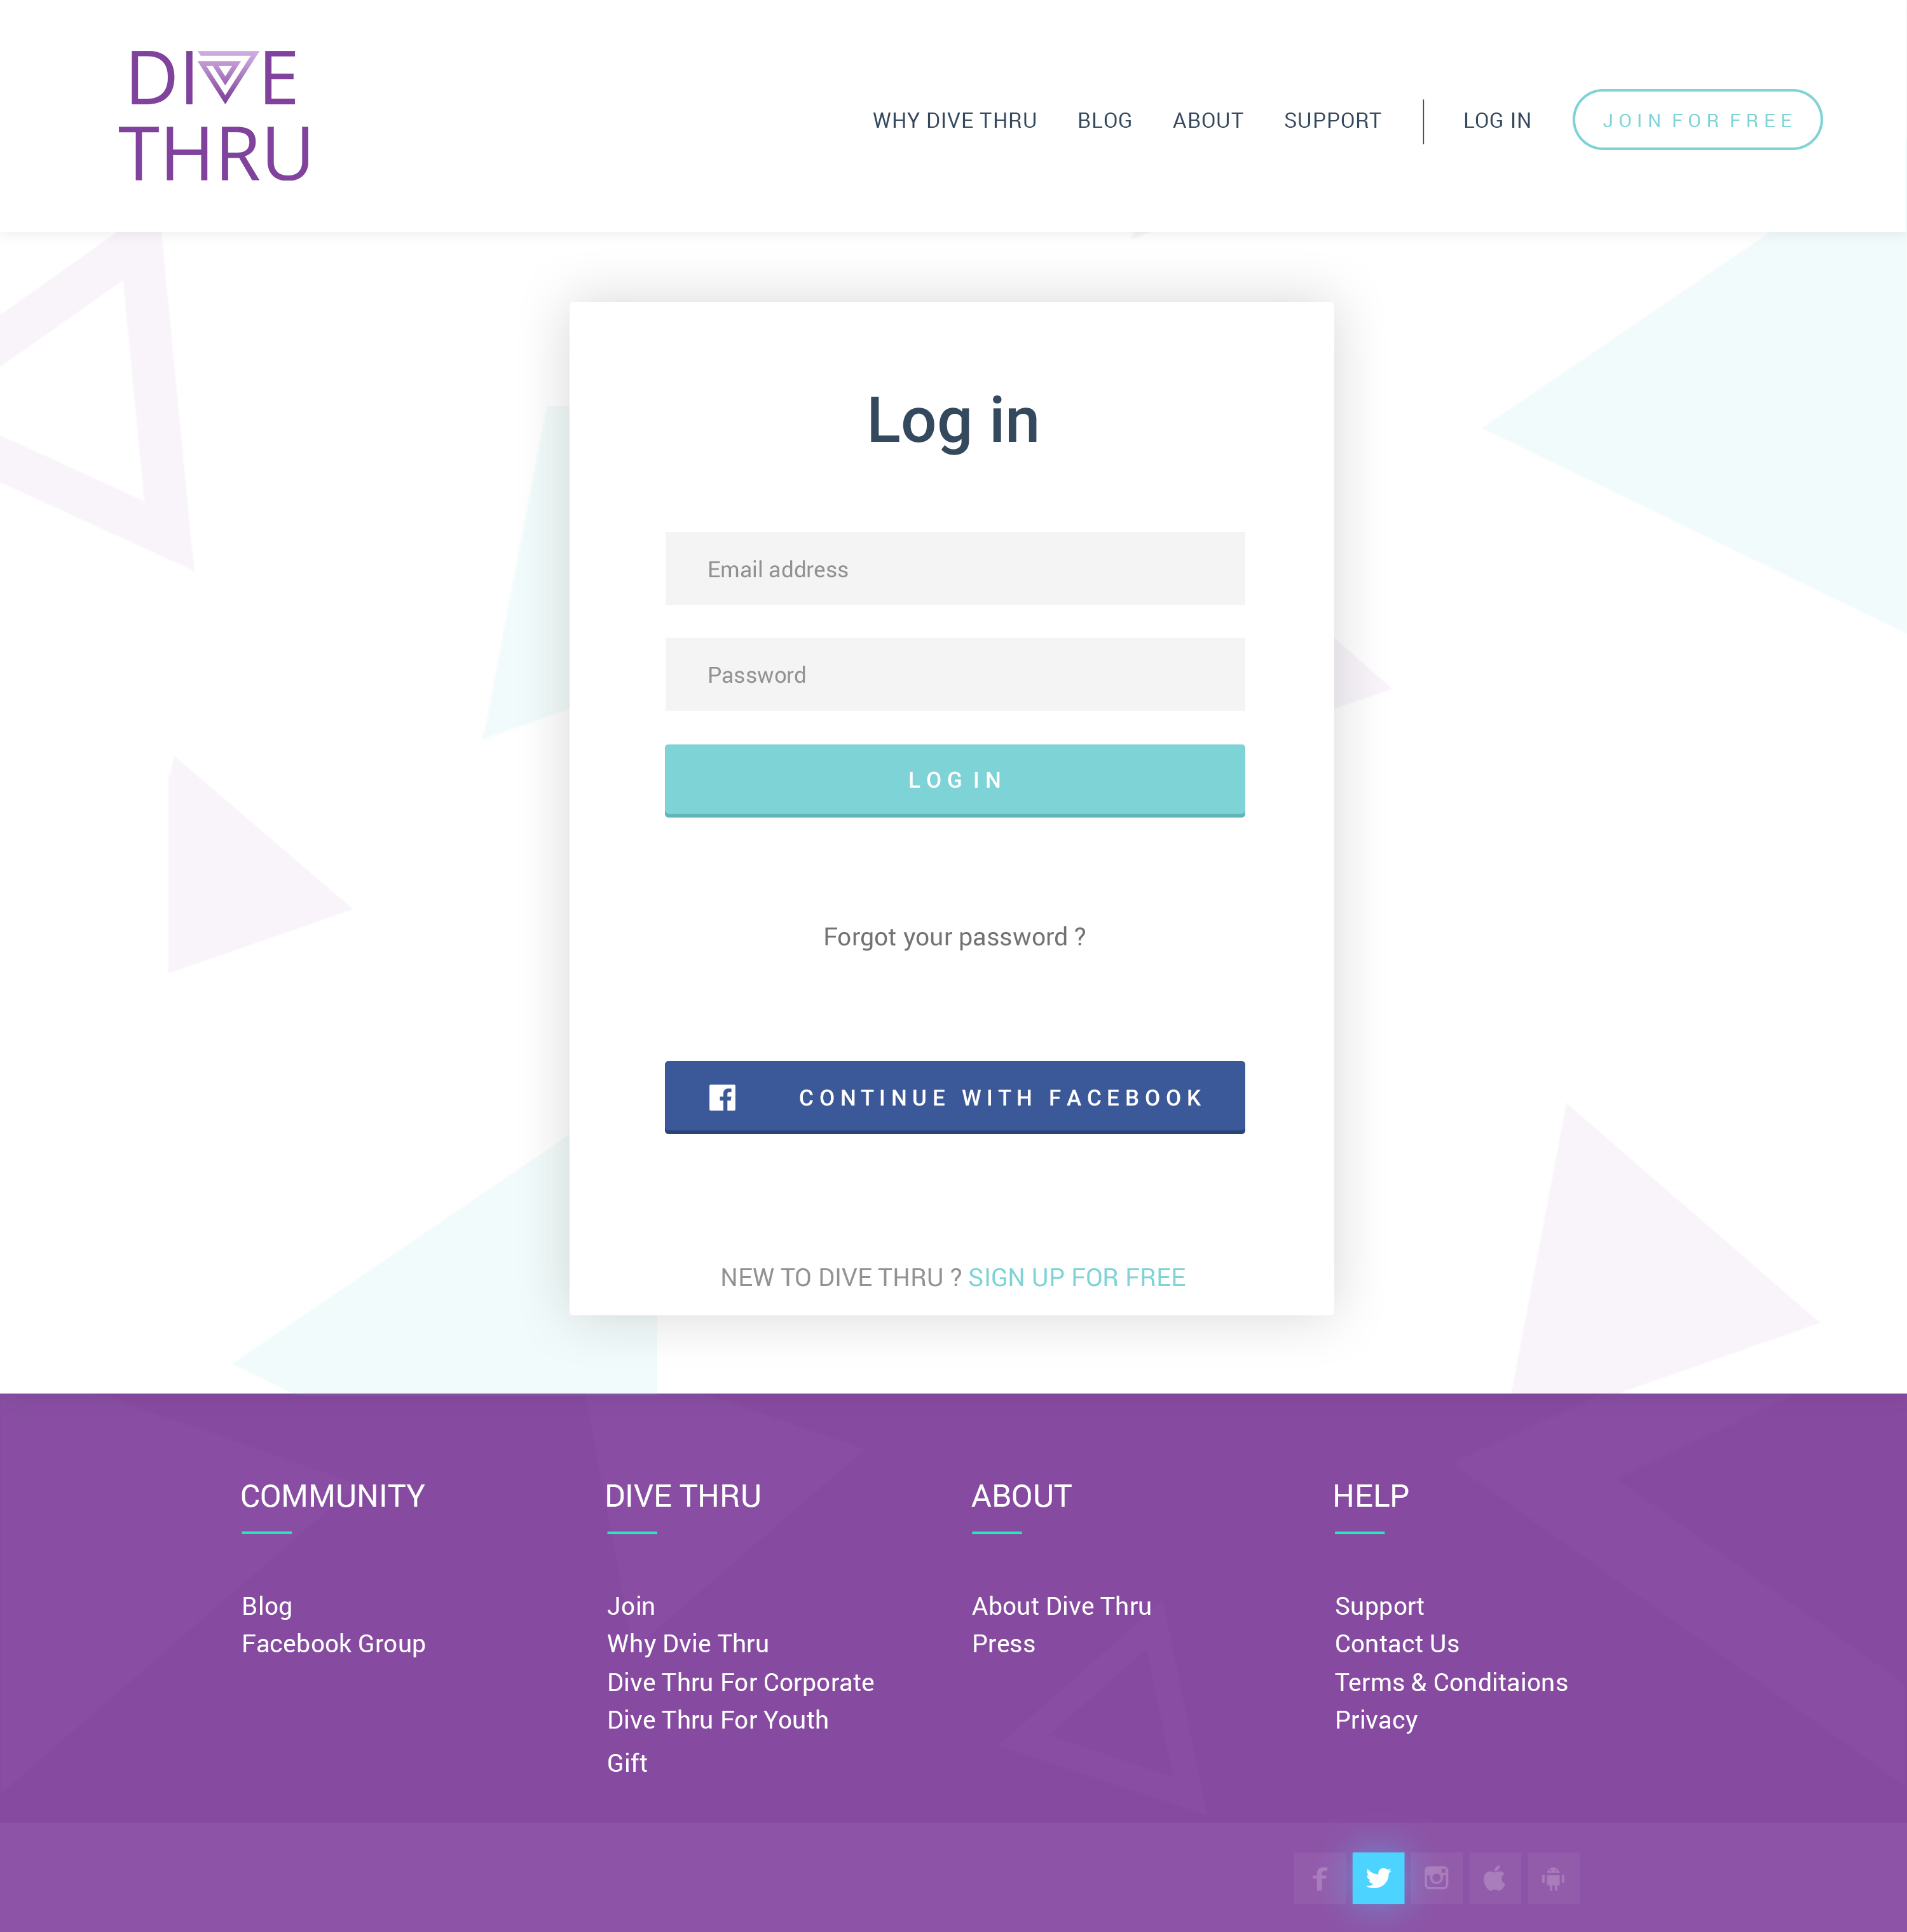 DIVE
THRU
WHY DIVE THRU BLOG ABOUT SUPPORT LOG IN JOIN FOR FREE
Log in
Email address
Password
LOG IN
Forgot your password ?
CONTINUE WITH FACEBOOK
NEW TO DIVE THRU ? SIGN UP FOR FREE
COMMUNITY
Blog
Facebook Group
DIVE THRU
Join
Why Dvie Thru
Dive Thru For Corporate
Dive Thru For Youth
Gift
ABOUT
About Dive Thru
Press
HELP
Support
Contact Us
Terms & Conditaions
Privacy